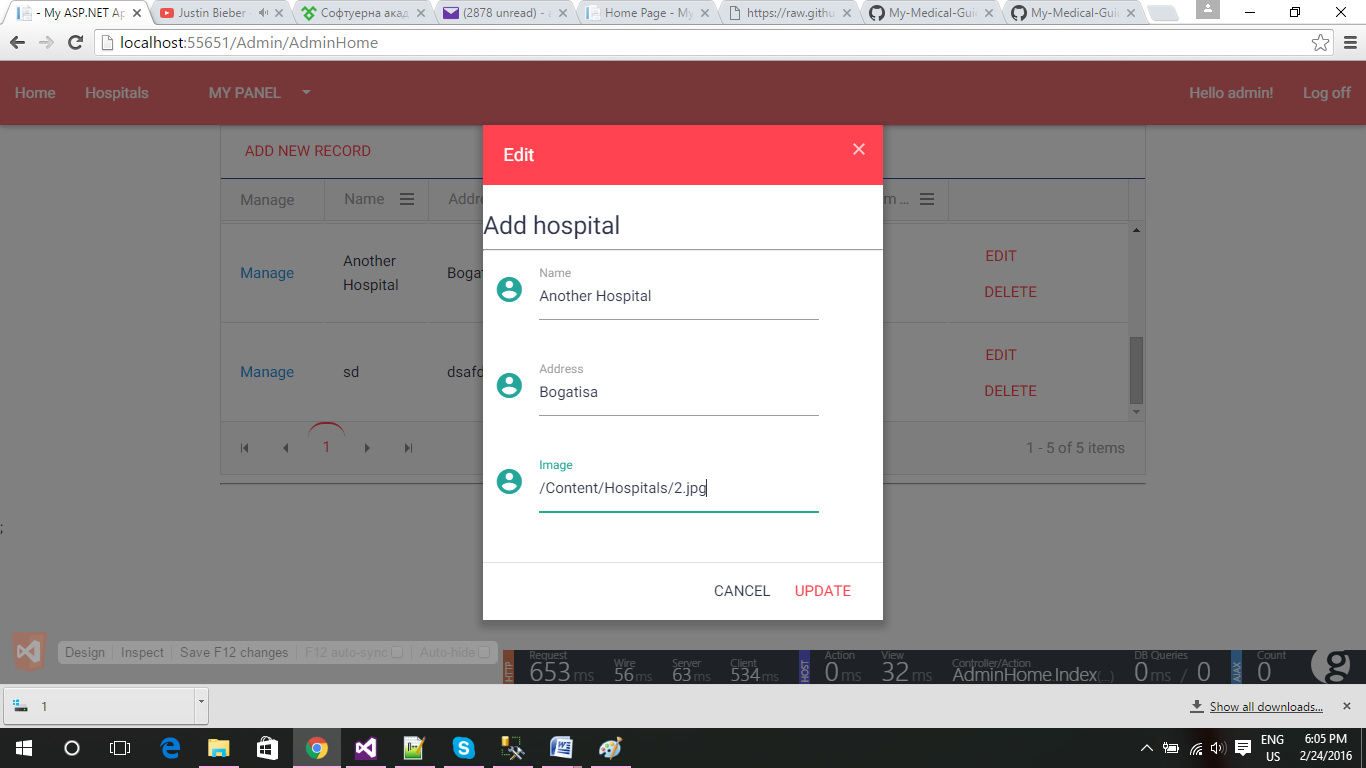 - My ASP.NET Ap
Justin Bieber
Софтуерна акад
(2878 unread) - a
Home Page - My
https://raw.githu
My-Medical-Guid
My-Medical-Guid
localhost:55651/Admin/AdminHome
Home Hospitals MY PANEL Hello admin! Log off
ADD NEW RECORD
Edit
Manage Name Addre m ...
Add hospital
Manage Another Hospital Bogati EDIT DELETE
Manage sd dsafd EDIT DELETE
Name
Another Hospital
Address
Bogatisa
Image
/Content/Hospitals/2.jpg
1
1 - 5 of 5 items
;
CANCEL UPDATE
Design Inspect Save F12 changes F12 auto-sync Auto-hide
HTTP Request 653 ms Wire 56 ms Server 63 ms Client 534 ms
HOST Action 0 ms View 32 ms Controller/Action AdminHome Index(...) DB Queries 0 ms / 0
AJAX Count 0
g
1
Show all downloads...
ENG
US
6:05 PM
2/24/2016